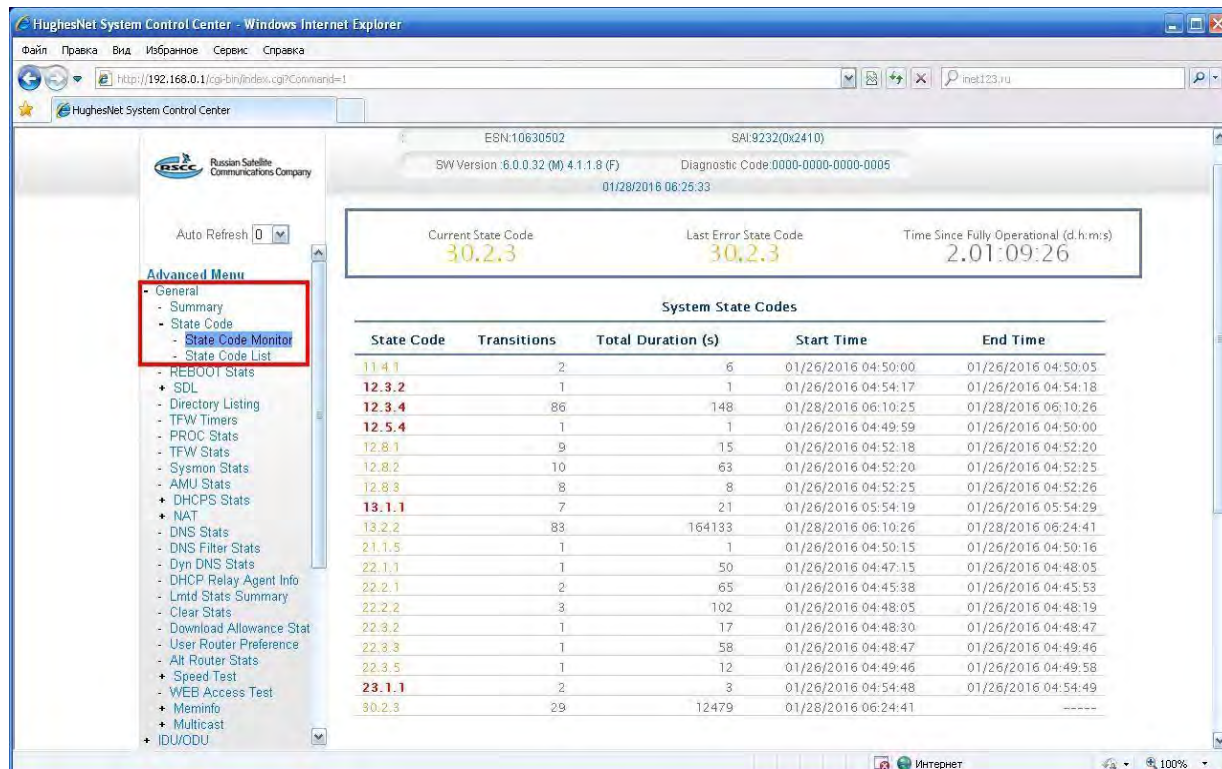 HughesNet System Control Center - Windows Internet Explorer
Файл Правка Вид Избранное Сервис Справка
http://192.168.0.1/cgi-bin/index.cgi?Command=1
inet123.ru
HughesNet System Control Center
ESN:10630502 SAI:9232(0x2410)
RSCC Russian Satellite
Communications Company
SW Version :6.0.0.32 (M) 4.1.1.8 (F) Diagnostic Code:0000-0000-0000-0005
01/28/2016 06:25:33
Auto Refresh 0
Current State Code Last Error State Code Time Since Fully Operational (d.h:m:s)
30.2.3 30.2.3 2.01:09:26
Advanced Menu
- General
- Summary
- State Code
- State Code Monitor
- State Code List
- REBOOT Stats
+ SDL
- Directory Listing
- TFW Timers
- PROC Stats
- TFW Stats
- Sysmon Stats
- AMU Stats
+ DHCPS Stats
+ NAT
- DNS Stats
- DNS Filter Stats
- Dyn DNS Stats
- DHCP Relay Agent Info
- Lmtd Stats Summary
- Clear Stats
- Download Allowance Stat
- User Router Preference
- Alt Router Stats
+ Speed Test
- WEB Access Test
+ Meminfo
+ Multicast
+ IDU/ODU
System State Codes
State Code Transitions Total Duration (s) Start Time End Time
11.4.1 2 6 01/26/2016 04:50:00 01/26/2016 04:50:05
12.3.2 1 1 01/26/2016 04:54:17 01/26/2016 04:54:18
12.3.4 86 148 01/28/2016 06:10:25 01/28/2016 06:10:26
12.5.4 1 1 01/26/2016 04:49:59 01/26/2016 04:50:00
12.8.1 9 15 01/26/2016 04:52:18 01/26/2016 04:52:20
12.8.2 10 63 01/26/2016 04:52:20 01/26/2016 04:52:25
12.8.3 8 8 01/26/2016 04:52:25 01/26/2016 04:52:26
13.1.1 7 21 01/26/2016 05:54:19 01/26/2016 05:54:29
13.2.2 83 164133 01/28/2016 06:10:26 01/28/2016 06:24:41
21.1.5 1 1 01/26/2016 04:50:15 01/26/2016 04:50:16
22.1.1 1 50 01/26/2016 04:47:15 01/26/2016 04:48:05
22.2.1 2 65 01/26/2016 04:45:38 01/26/2016 04:45:53
22.2.2 3 102 01/26/2016 04:48:05 01/26/2016 04:48:19
22.3.2 1 17 01/26/2016 04:48:30 01/26/2016 04:48:47
22.3.3 1 58 01/26/2016 04:48:47 01/26/2016 04:49:46
22.3.5 1 12 01/26/2016 04:49:46 01/26/2016 04:49:58
23.1.1 2 3 01/26/2016 04:54:48 01/26/2016 04:54:49
30.2.3 29 12479 01/28/2016 06:24:41 -----
Интернет 100%